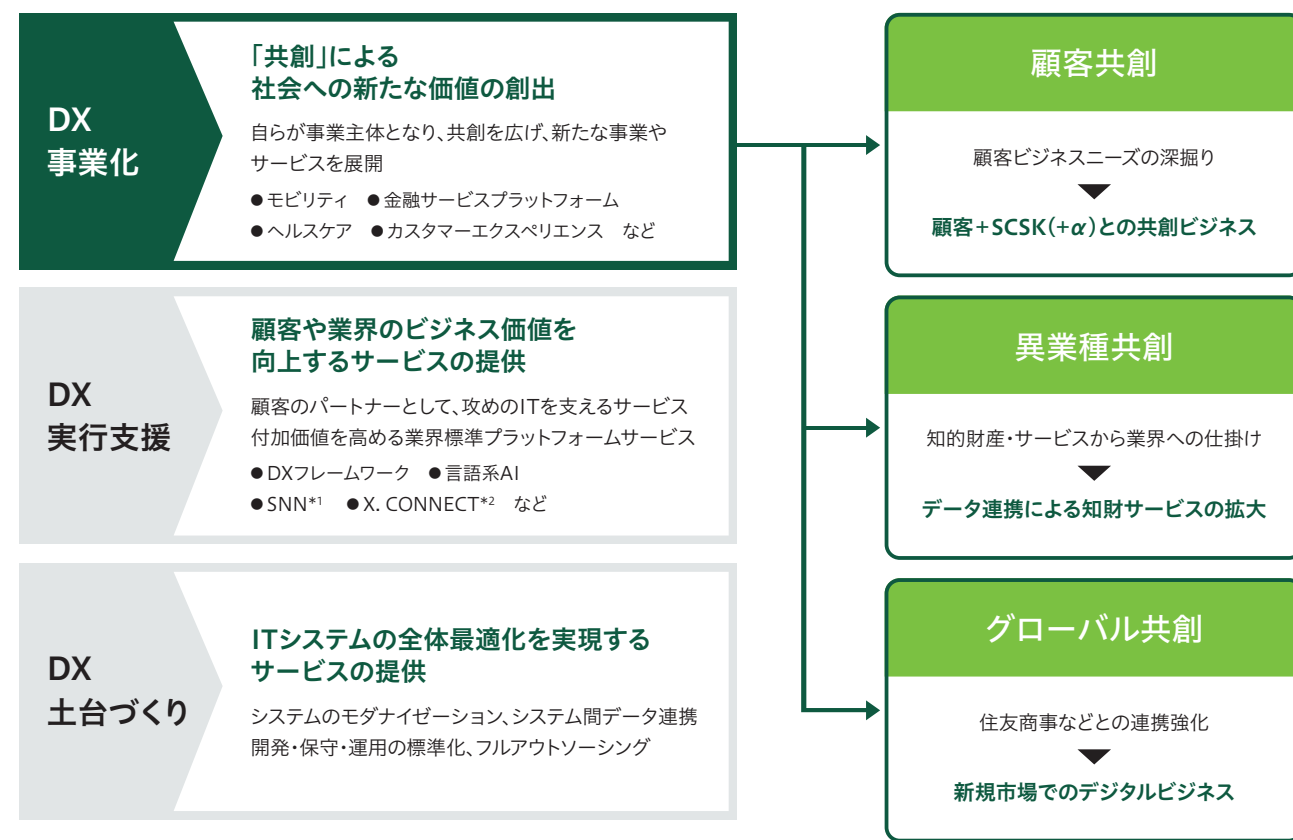 DX
事業化
「共創」による
社会への新たな価値の創出
自らが事業主体となり、共創を広げ、新たな事業や
サービスを展開
●モビリティ ●金融サービスプラットフォーム
●ヘルスケア ●カスタマーエクスペリエンス など
DX
実行支援
顧客や業界のビジネス価値を
向上するサービスの提供
顧客のパートナーとして、攻めのITを支えるサービス
付加価値を高める業界標準プラットフォームサービス
●DXフレームワーク ●言語系AI
●SNN*1 ●X. CONNECT*2 など
DX
土台づくり
ITシステムの全体最適化を実現する
サービスの提供
システムのモダナイゼーション、システム間データ連携
開発・保守・運用の標準化、フルアウトソーシング
顧客共創
顧客ビジネスニーズの深掘り
顧客+SCSK(+α)との共創ビジネス
異業種共創
知的財産・サービスから業界への仕掛け
データ連携による知財サービスの拡大
グローバル共創
住友商事などとの連携強化
新規市場でのデジタルビジネス